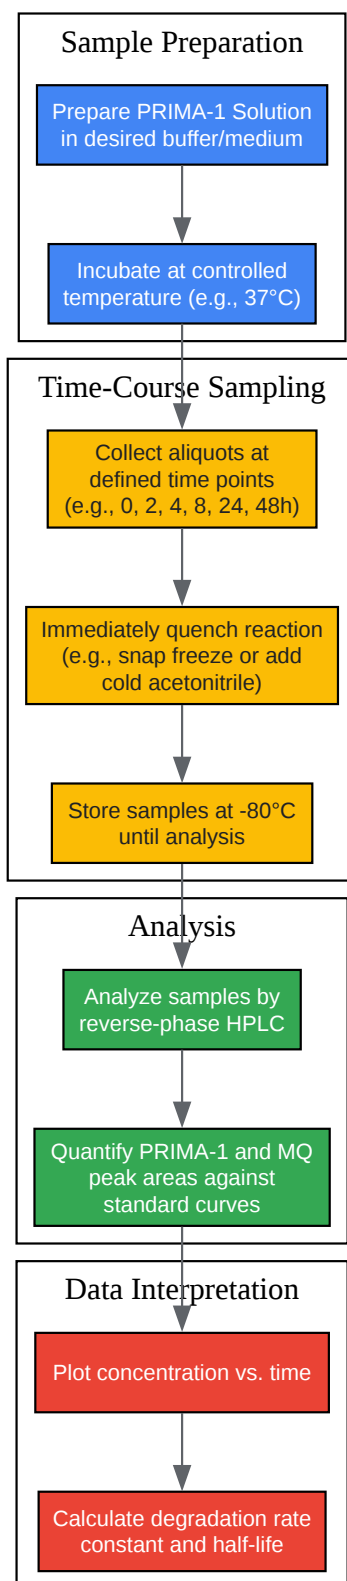 Sample Preparation
Prepare PRIMA-1 Solution
in desired buffer/medium
Incubate at controlled
temperature (e.g., 37°C)
Time-Course Sampling
Collect aliquots at
defined time points
(e.g., 0, 2, 4, 8, 24, 48h)
Immediately quench reaction
(e.g., snap freeze or add
cold acetonitrile)
Store samples at -80°C
until analysis
Analysis
Analyze samples by
reverse-phase HPLC
Quantify PRIMA-1 and MQ
peak areas against
standard curves
Data Interpretation
Plot concentration vs. time
Calculate degradation rate
constant and half-life